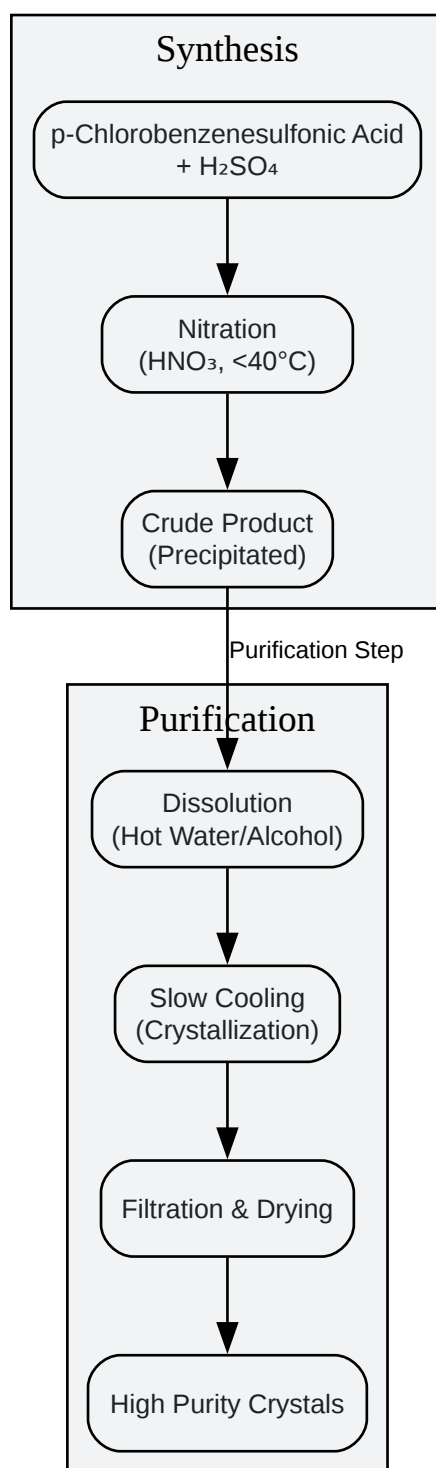 Synthesis
p-Chlorobenzenesulfonic Acid
+ H₂SO₄
Nitration
(HNO₃, <40°C)
Crude Product
(Precipitated)
Purification Step
Purification
Dissolution
(Hot Water/Alcohol)
Slow Cooling
(Crystallization)
Filtration & Drying
High Purity Crystals